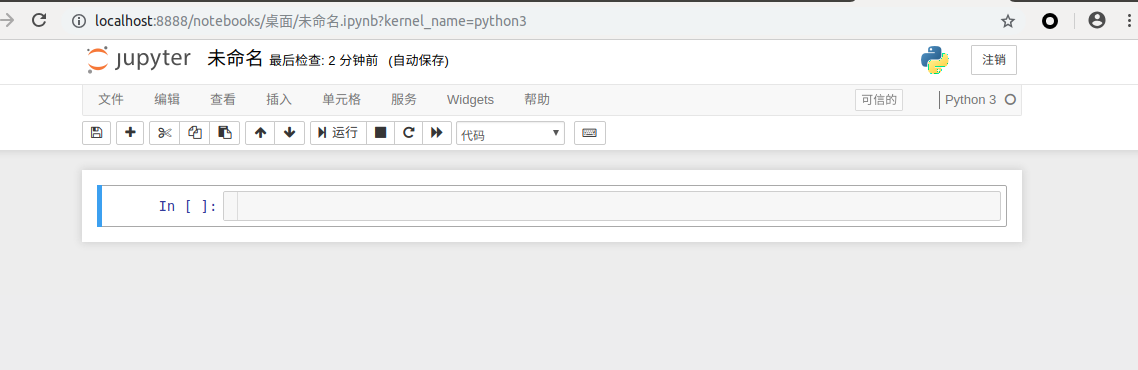 localhost:8888/notebooks/桌面/未命名.ipynb?kernel_name=python3
jupyter 未命名 最后检查: 2 分钟前 (自动保存) 注销
文件 编辑 查看 插入 单元格 服务 Widgets 帮助 可信的 Python 3
运行 代码
In [ ]: